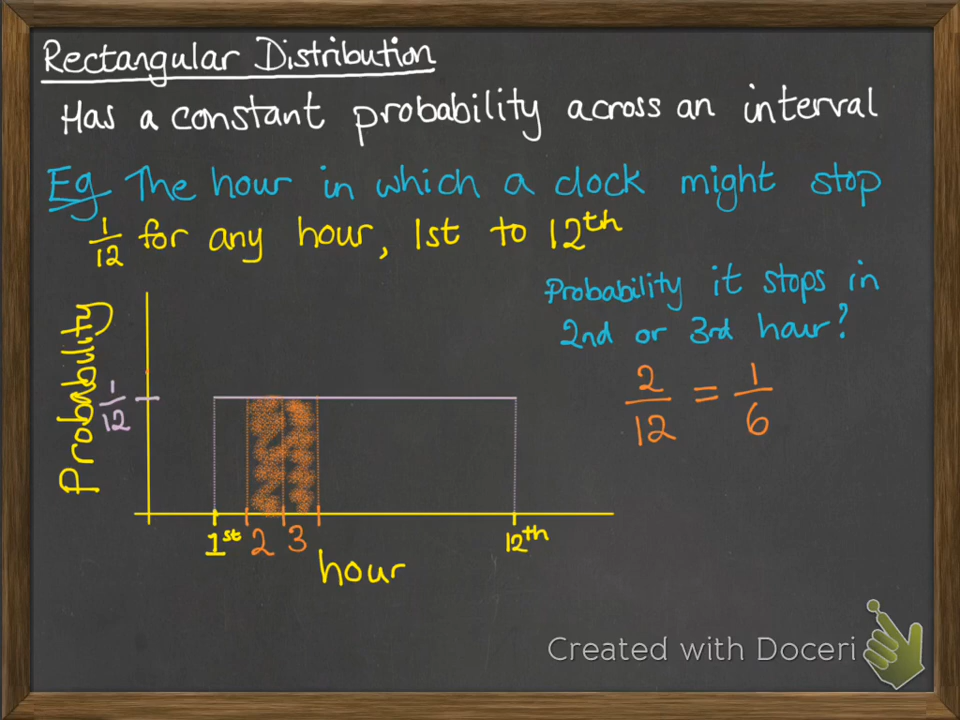 Rectangular Distribution
Has a constant probability across an interval
Eg The hour in which a clock might stop
1/12 for any hour, 1st to 12th
Probability it stops in
2nd or 3rd hour?
2/12 = 1/6
Probability
1/12
1st 2 3 12th
hour
Created with Doceri